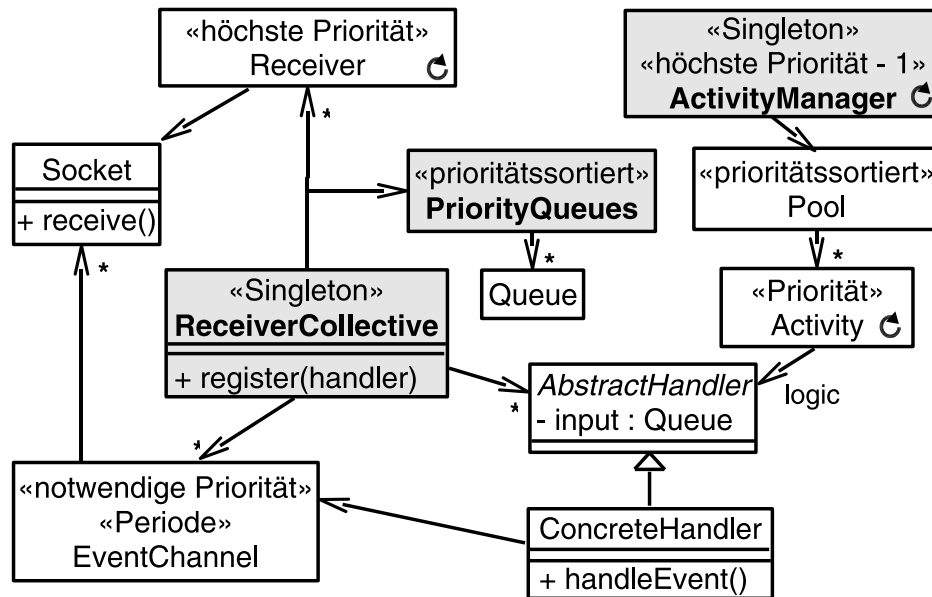 «höchste Priorität»
Receiver
«Singleton»
«höchste Priorität - 1»
ActivityManager
*
Socket
+ receive()
«prioritätssortiert»
PriorityQueues
«prioritätssortiert»
Pool
*
*
*
«Singleton»
ReceiverCollective
+ register(handler)
Queue
«Priorität»
Activity
AbstractHandler
- input : Queue
logic
*
*
«notwendige Priorität»
«Periode»
EventChannel
ConcreteHandler
+ handleEvent()